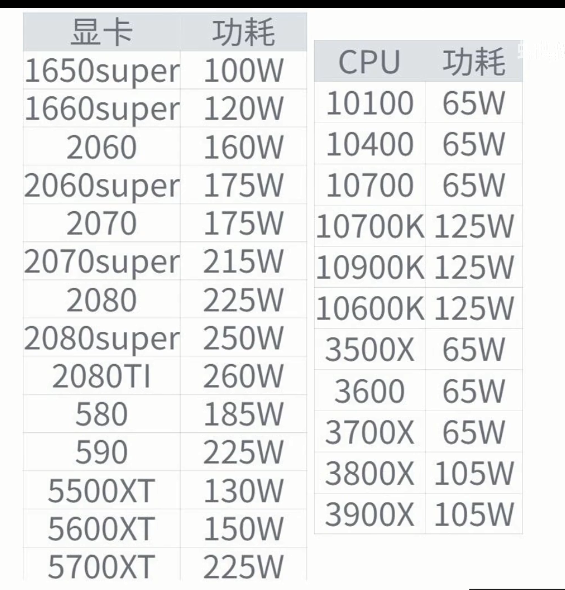 显卡 功耗
1650super 100W
1660super 120W
2060 160W
2060super 175W
2070 175W
2070super 215W
2080 225W
2080super 250W
2080TI 260W
580 185W
590 225W
5500XT 130W
5600XT 150W
5700XT 225W
CPU 功耗
10100 65W
10400 65W
10700 65W
10700K 125W
10900K 125W
10600K 125W
3500X 65W
3600 65W
3700X 65W
3800X 105W
3900X 105W